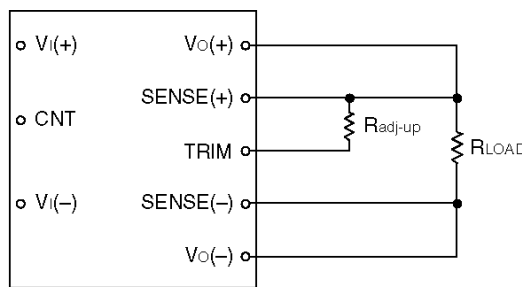 VI(+)
VO(+)
SENSE(+)
CNT
Radj-up
RLOAD
TRIM
VI(–)
SENSE(–)
VO(–)